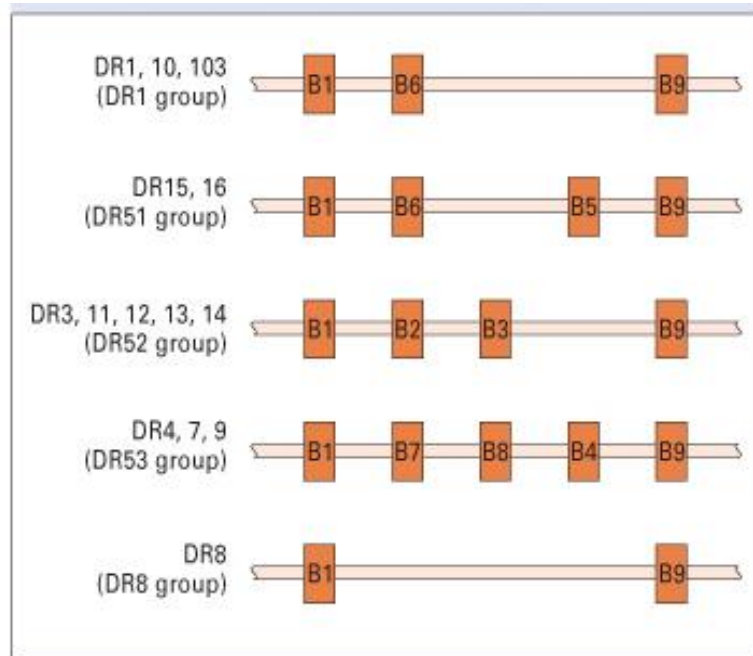 DR1, 10, 103
(DR1 group)
B1 B6 B9
DR15, 16
(DR51 group)
B1 B6 B5 B9
DR3, 11, 12, 13, 14
(DR52 group)
B1 B2 B3 B9
DR4, 7, 9
(DR53 group)
B1 B7 B8 B4 B9
DR8
(DR8 group)
B1 B9